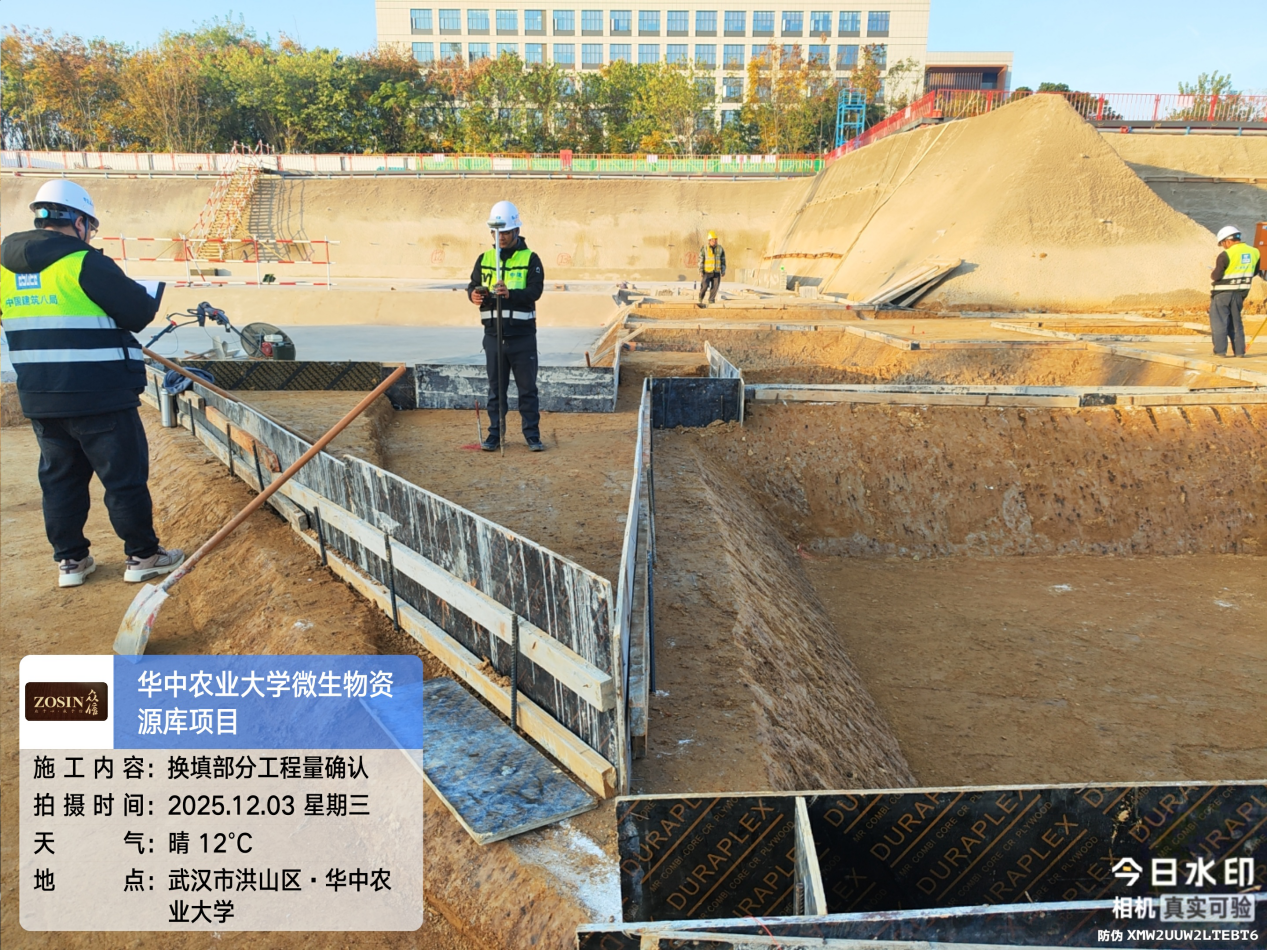 中国建筑八局
ZOSIN 众信
华中农业大学微生物资
源库项目
施工内容：换填部分工程量确认
拍摄时间：2025.12.03 星期三
天气：晴 12°C
地点：武汉市洪山区·华中农
业大学
DURAPLEX
DURAPLEX
DURAPLEX
DURAPLEX
今日水印
相机 真实可验
防伪 XMW2UUW2LTEBT6